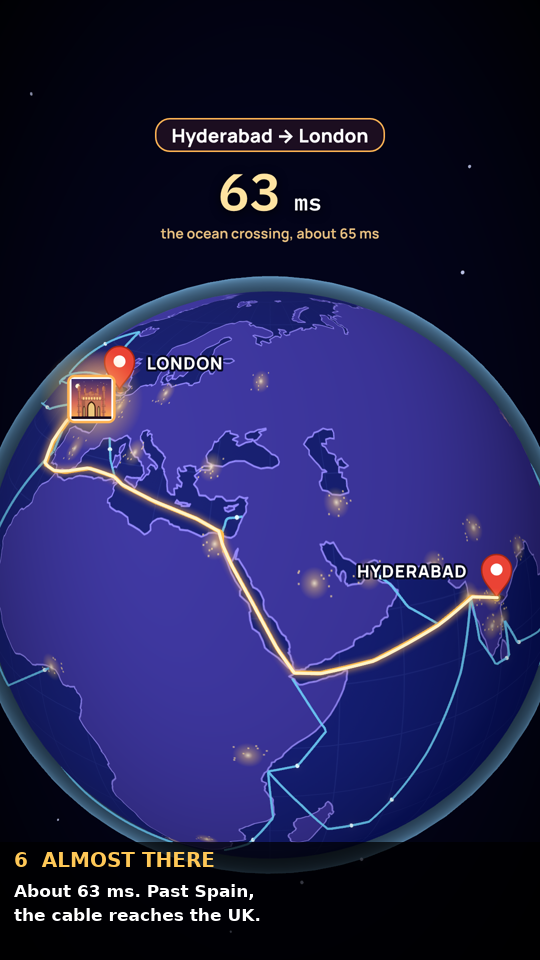 Hyderabad → London
63 ms
the ocean crossing, about 65 ms
LONDON
HYDERABAD
6 ALMOST THERE
About 63 ms. Past Spain,
the cable reaches the UK.